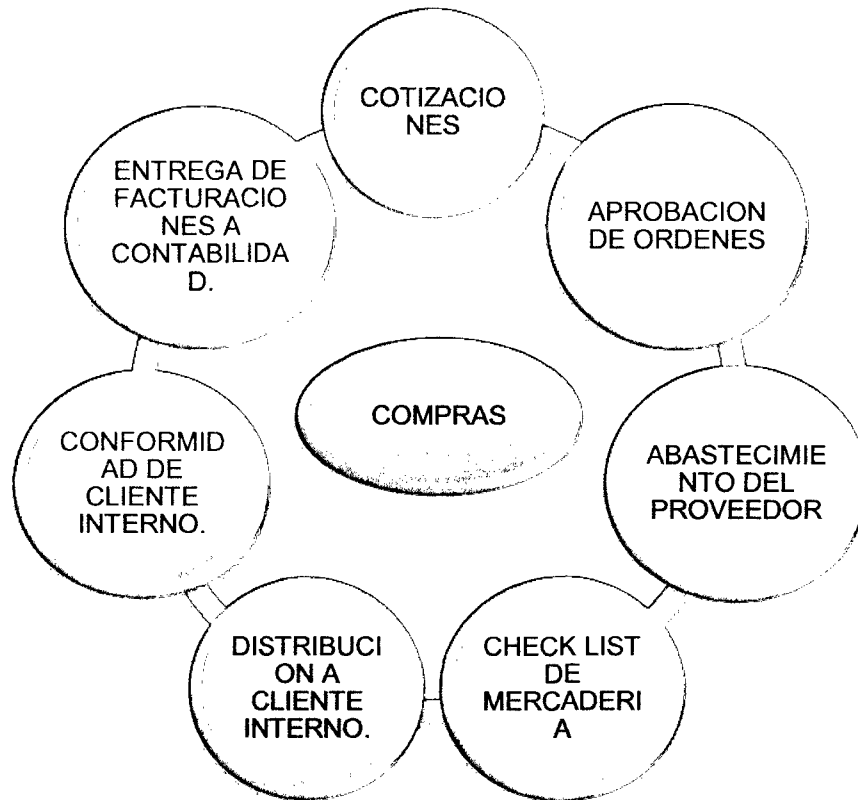 COTIZACIO
NES
APROBACION
DE ORDENES
ABASTECIMIE
NTO DEL
PROVEEDOR
CHECK LIST
DE
MERCADERI
A
DISTRIBUCI
ON A
CLIENTE
INTERNO.
CONFORMID
AD DE
CLIENTE
INTERNO.
ENTREGA DE
FACTURACIO
NES A
CONTABILIDA
D.
COMPRAS